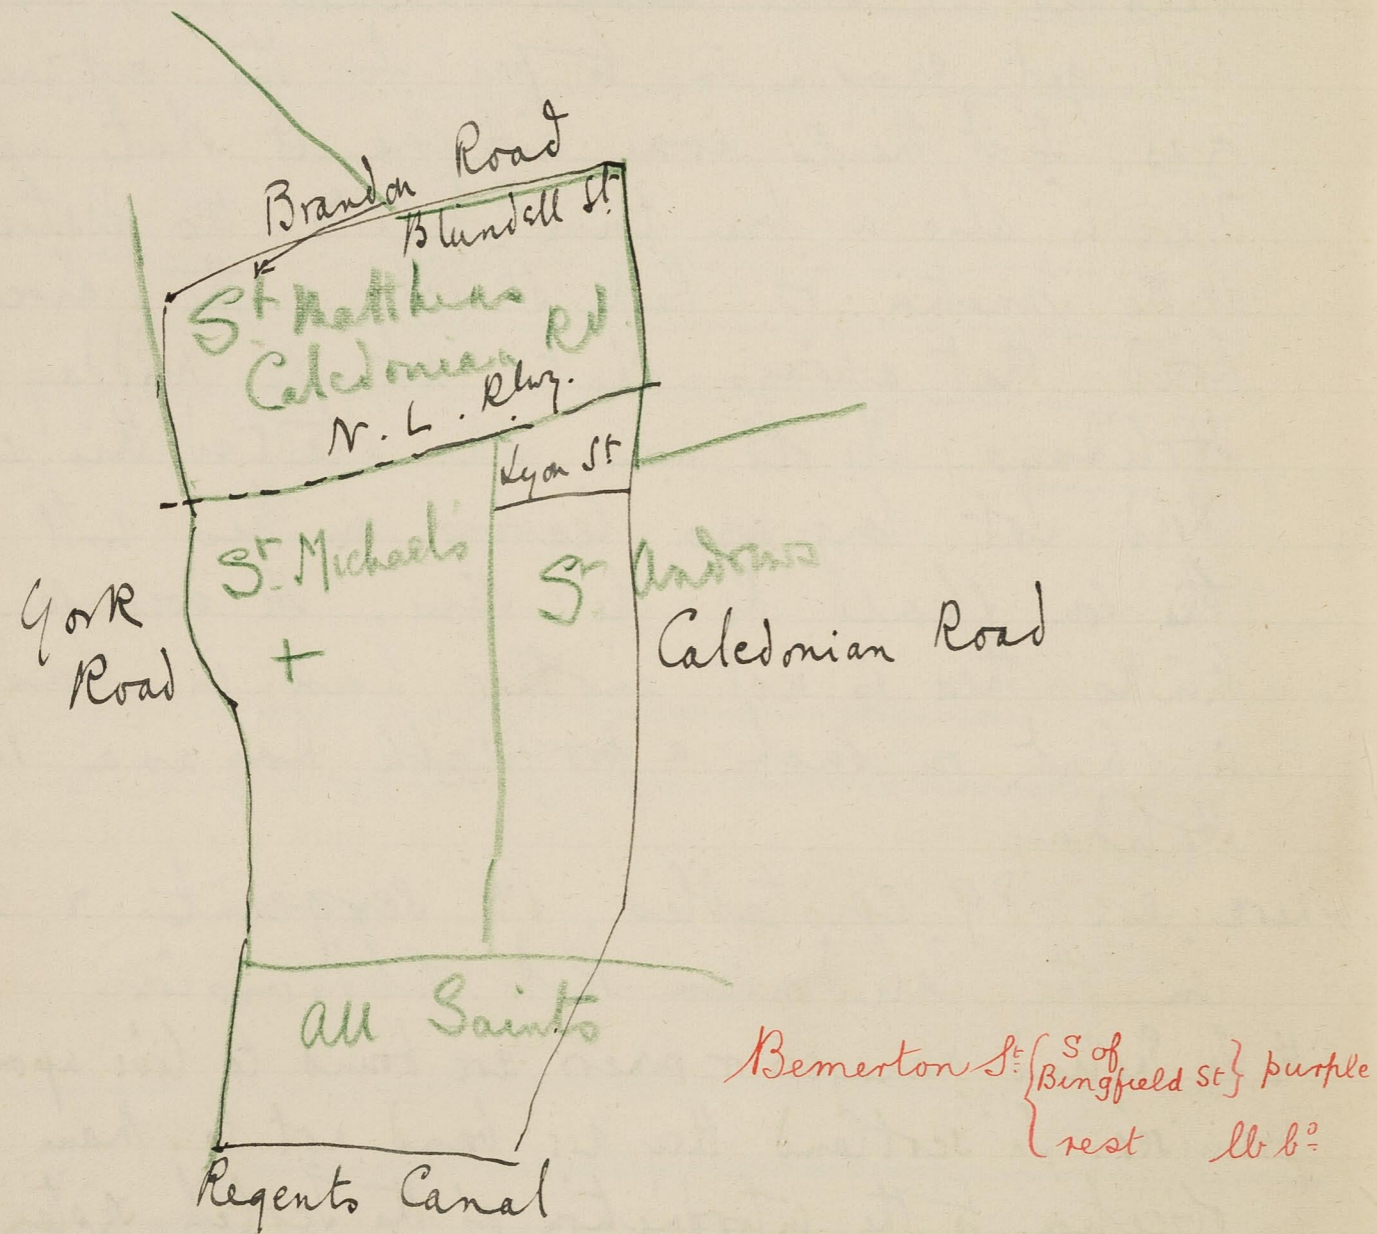 Brandon Road
Blundell St.
St Matthias
Caledonian Rd.
N. L. Rlwy.
Lyon St
St. Michael's
+
St Andrews
York
Road
Caledonian Road
All Saints
Bemerton St: { S of Bingfield St } purple
{ rest lb bo
Regents Canal